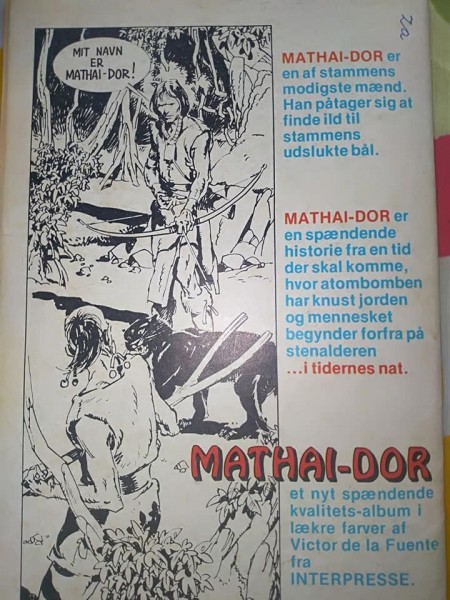 2a
MIT NAVN
ER
MATHAI-DOR!
MATHAI-DOR er
en af stammens
modigste mænd.
Han påtager sig at
finde ild til
stammens
udslukte bål.
MATHAI-DOR er
en spændende
historie fra en tid
der skal komme,
hvor atombomben
har knust jorden
og mennesket
begynder forfra på
stenalderen
...i tidernes nat.
MATHAI-DOR
et nyt spændende
kvalitets-album i
lækre farver af
Victor de la Fuente
fra
INTERPRESSE.